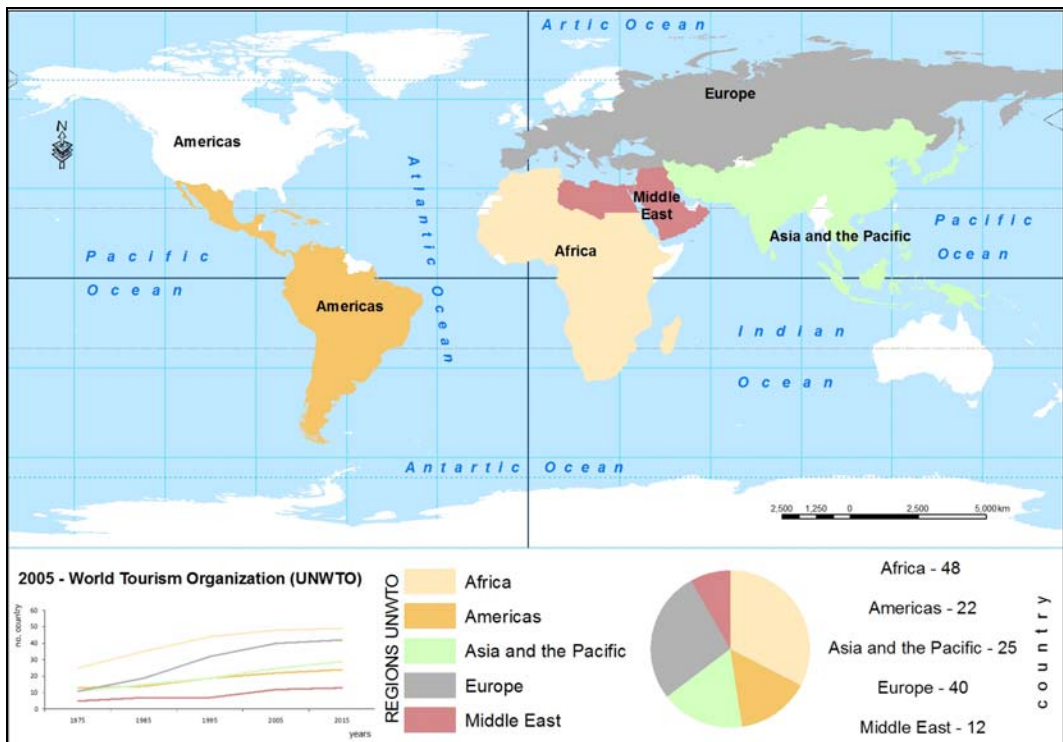 Artic Ocean
Europe
N
Americas
Atlantic Ocean
Middle
East
Pacific
Ocean
Pacific
Ocean
Asia and the Pacific
Africa
Americas
Indian
Ocean
Antartic Ocean
2,500 1,250 0 2,500 5,000 km
2005 - World Tourism Organization (UNWTO)
no. country
60
50
40
30
20
10
0
1975 1985 1995 2005 2015
years
REGIONS UNWTO
Africa
Americas
Asia and the Pacific
Europe
Middle East
Africa - 48
Americas - 22
Asia and the Pacific - 25
Europe - 40
Middle East - 12
country